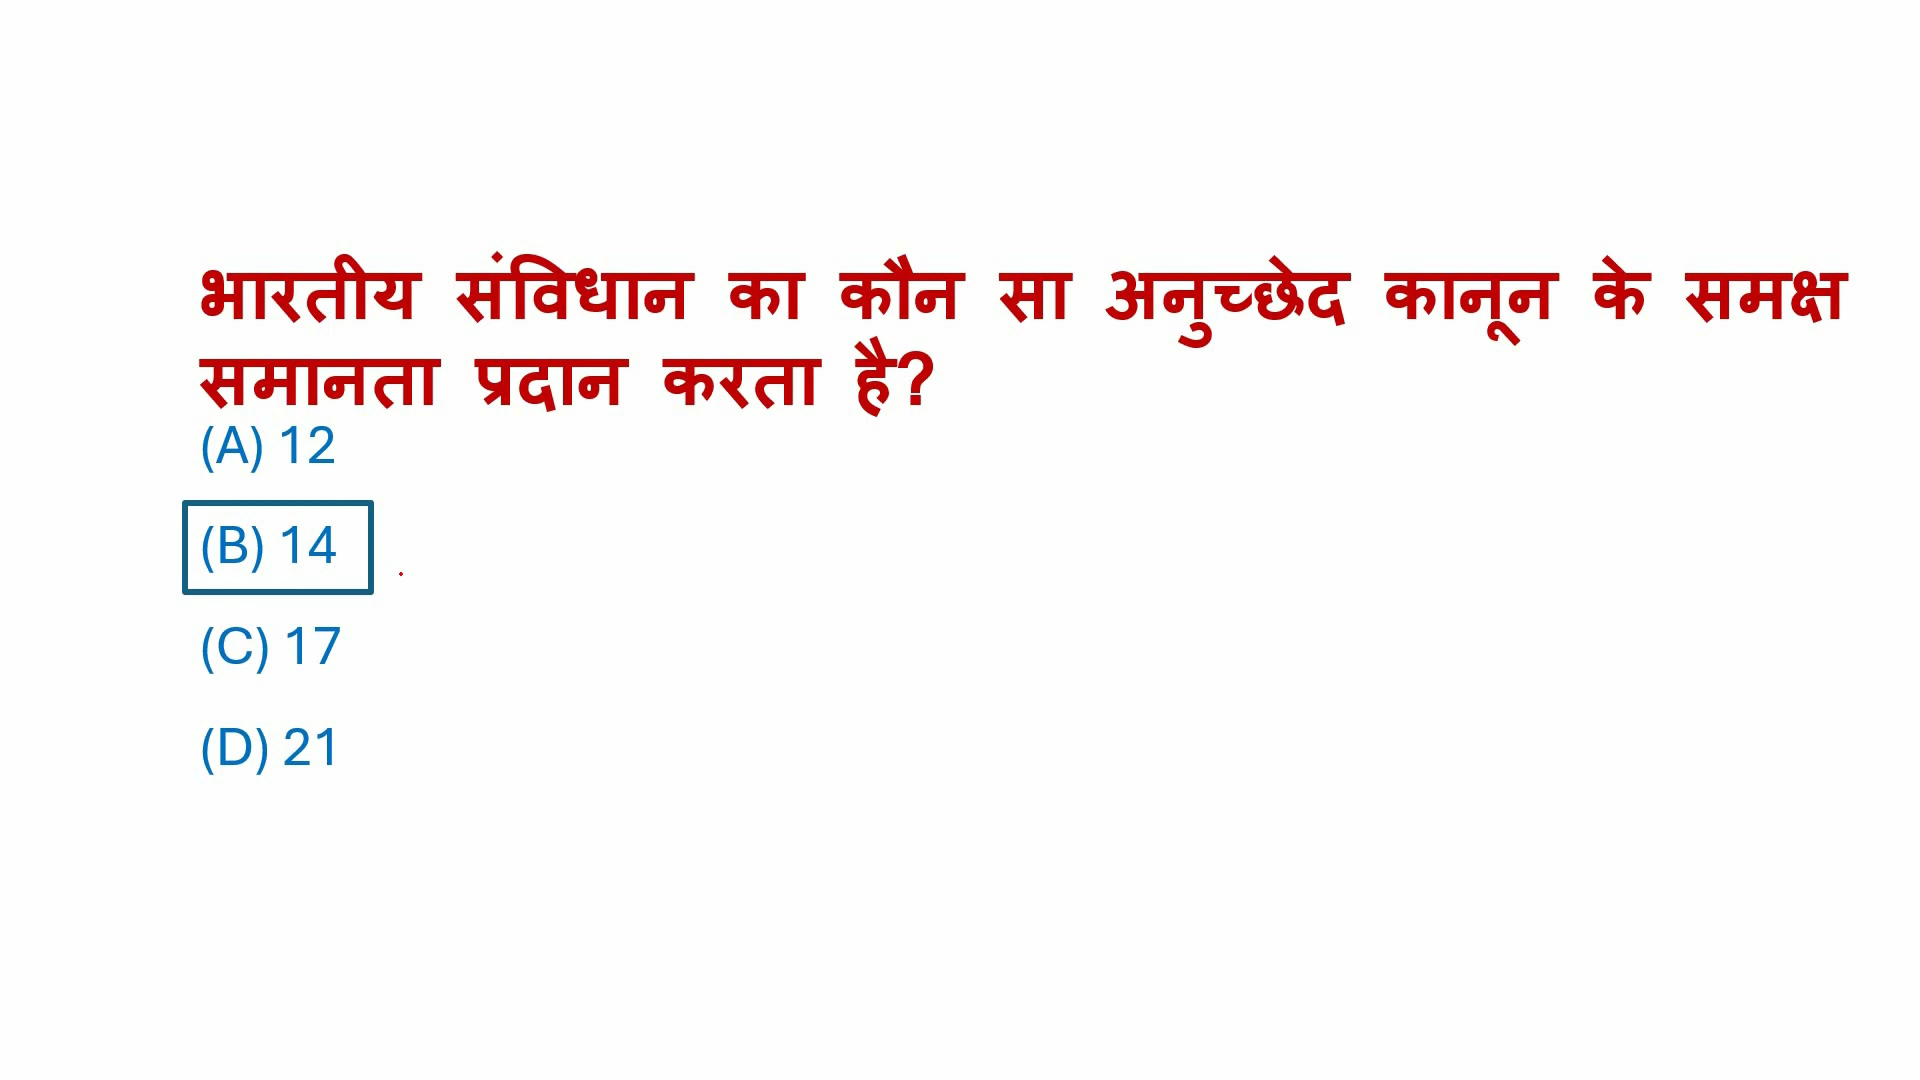 भारतीय संविधान का कौन सा अनुच्छेद कानून के समक्ष
समानता प्रदान करता है?
(A) 12
(B) 14
(C) 17
(D) 21